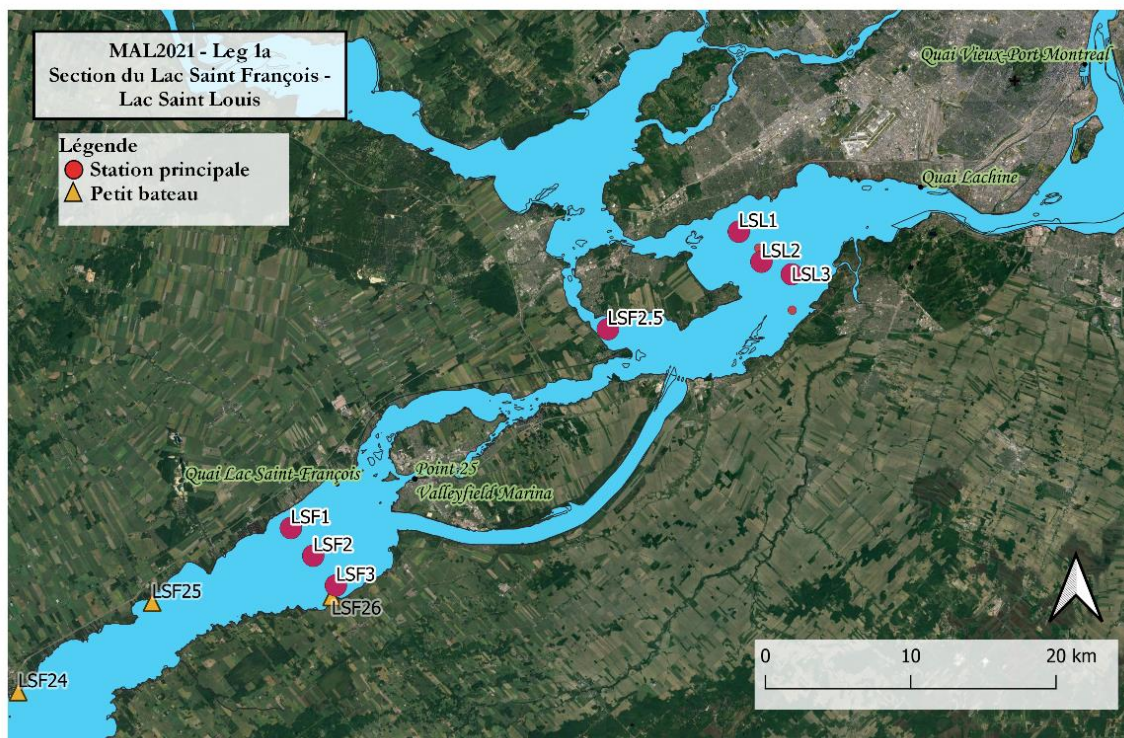 MAL2021 - Leg 1a
Section du Lac Saint François -
Lac Saint Louis
Légende
Station principale
Petit bateau
Quai Vieux-Port Montreal
Quai Lachine
LSL1
LSL2
LSL3
LSF2.5
Quai Lac Saint-François
Point 25
Valleyfield Marina
LSF1
LSF2
LSF3
LSF26
LSF25
LSF24
0 10 20 km